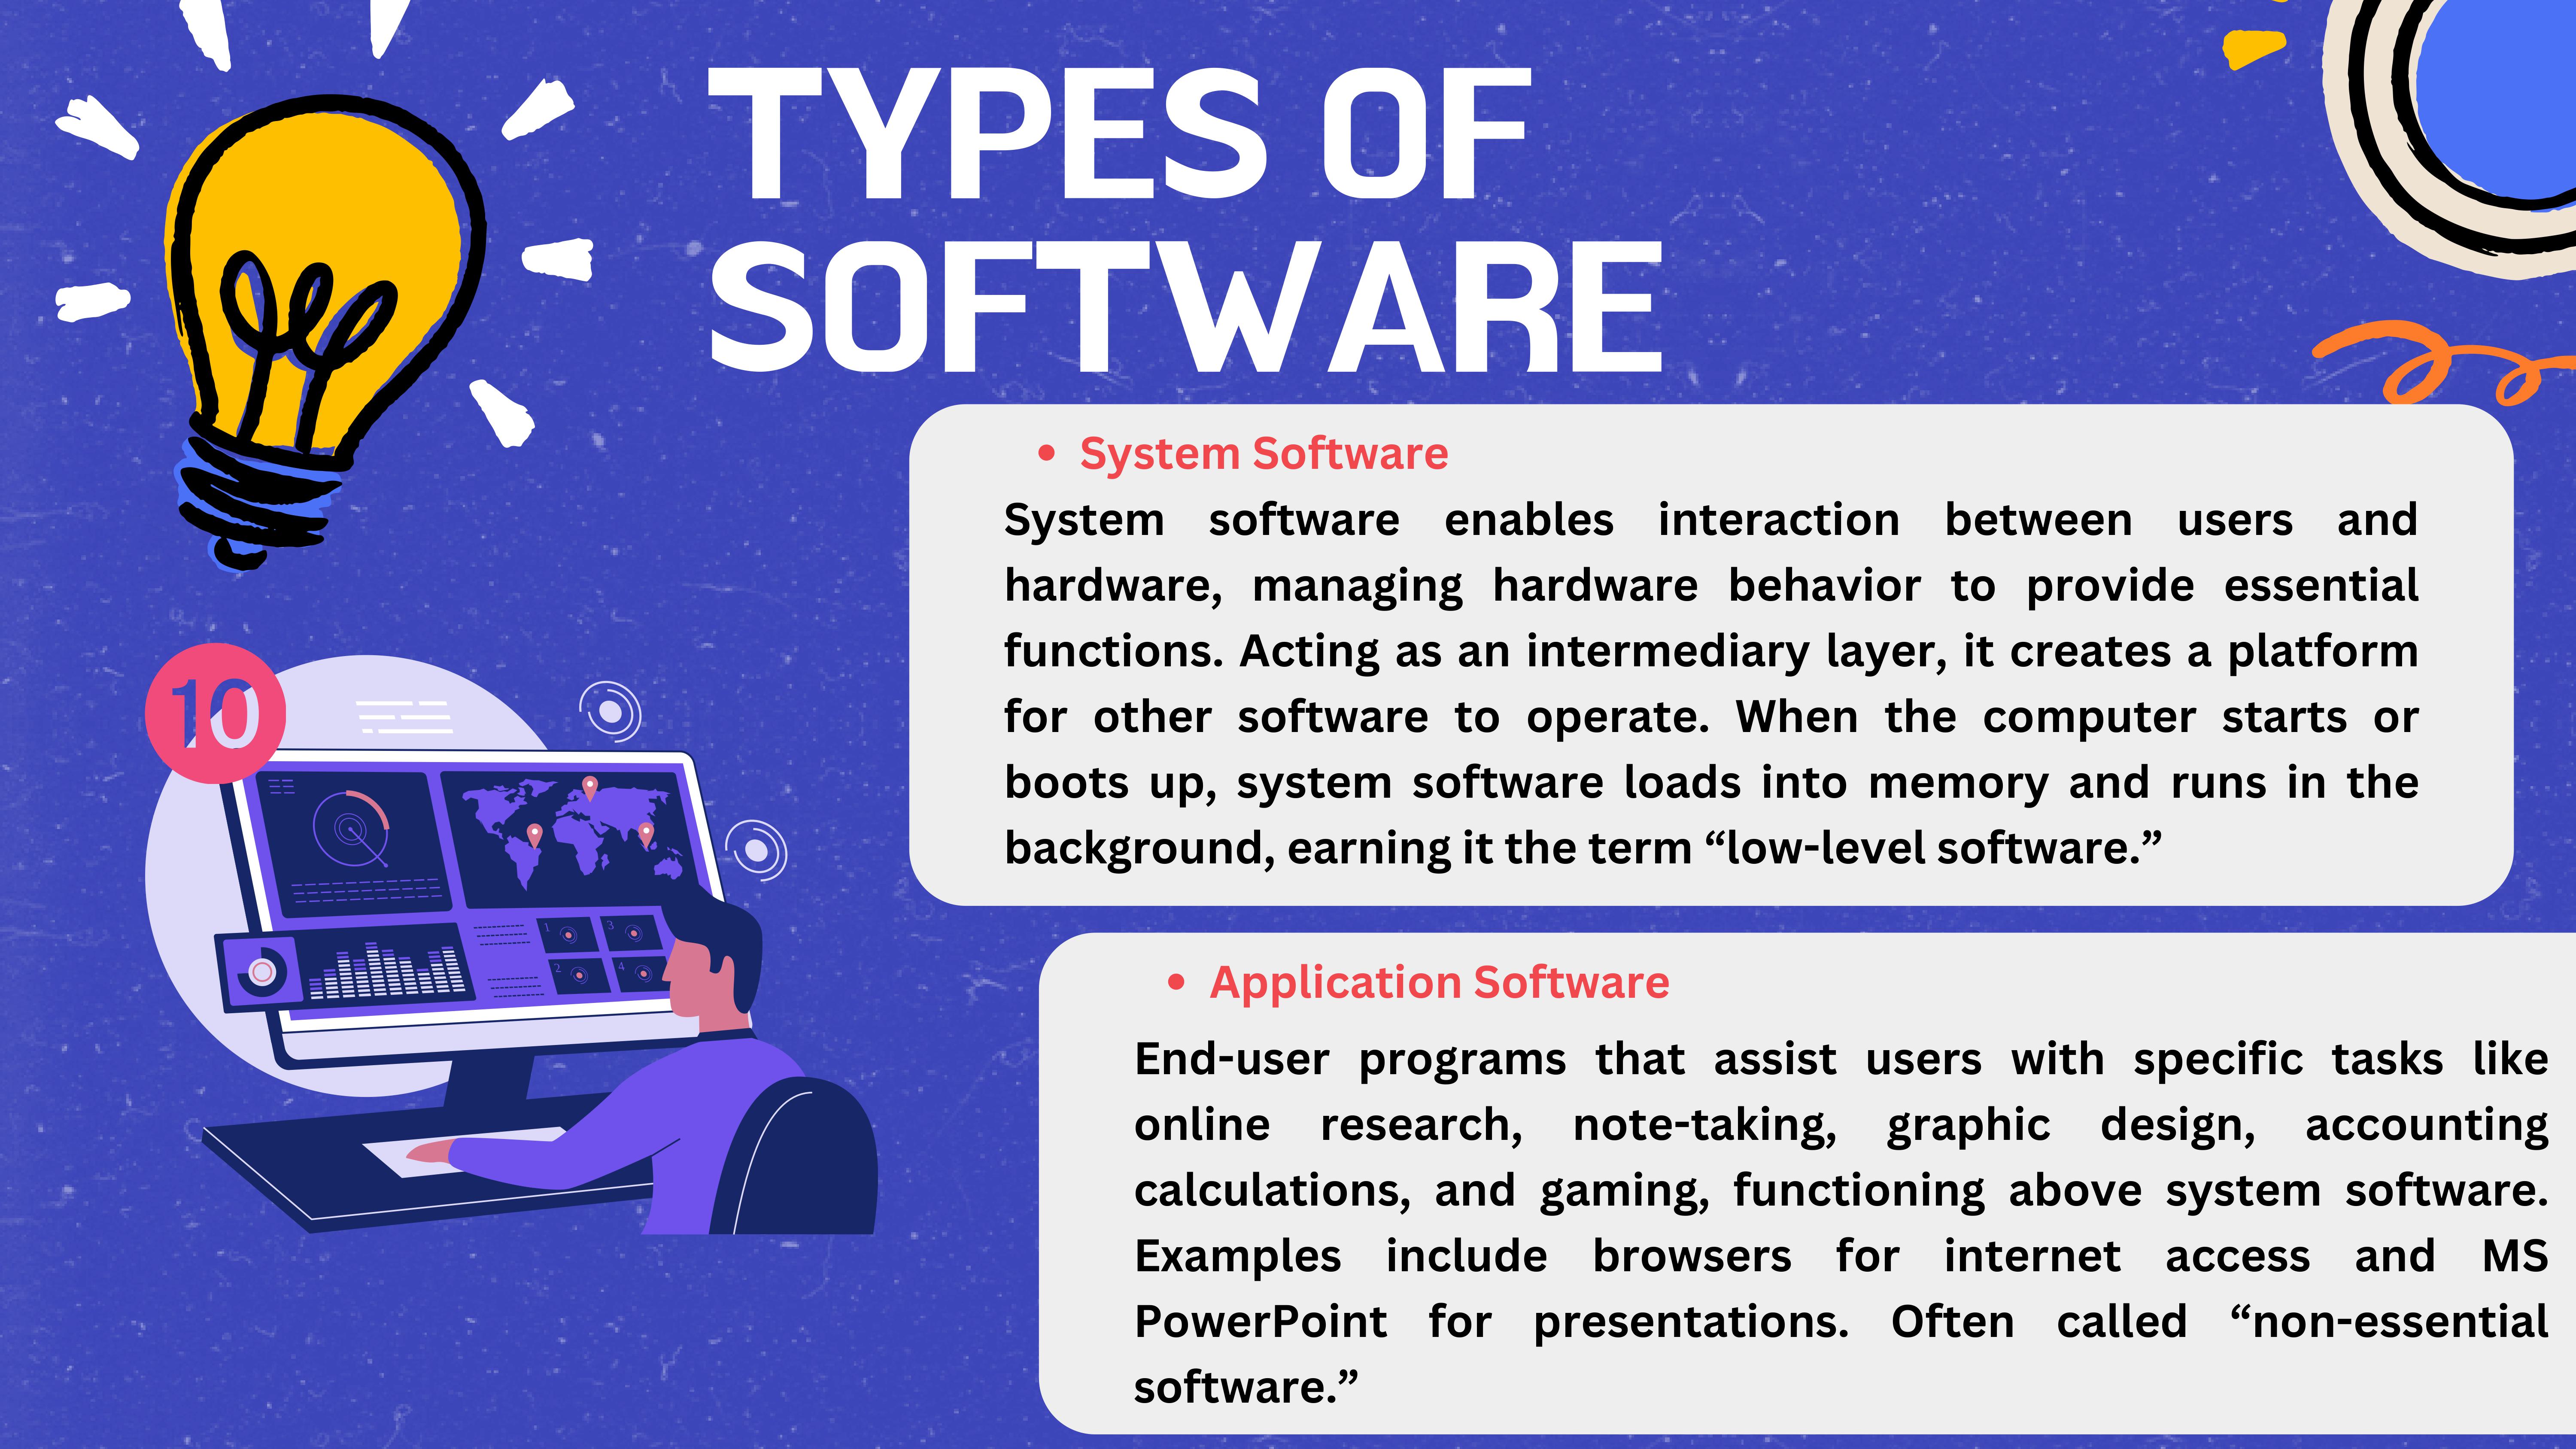 TYPES OF
SOFTWARE
• System Software
System software enables interaction between users and
hardware, managing hardware behavior to provide essential
functions. Acting as an intermediary layer, it creates a platform
for other software to operate. When the computer starts or
boots up, system software loads into memory and runs in the
background, earning it the term “low-level software.”
10
1
3
2
4
• Application Software
End-user programs that assist users with specific tasks like
online research, note-taking, graphic design, accounting
calculations, and gaming, functioning above system software.
Examples include browsers for internet access and MS
PowerPoint for presentations. Often called “non-essential
software.”